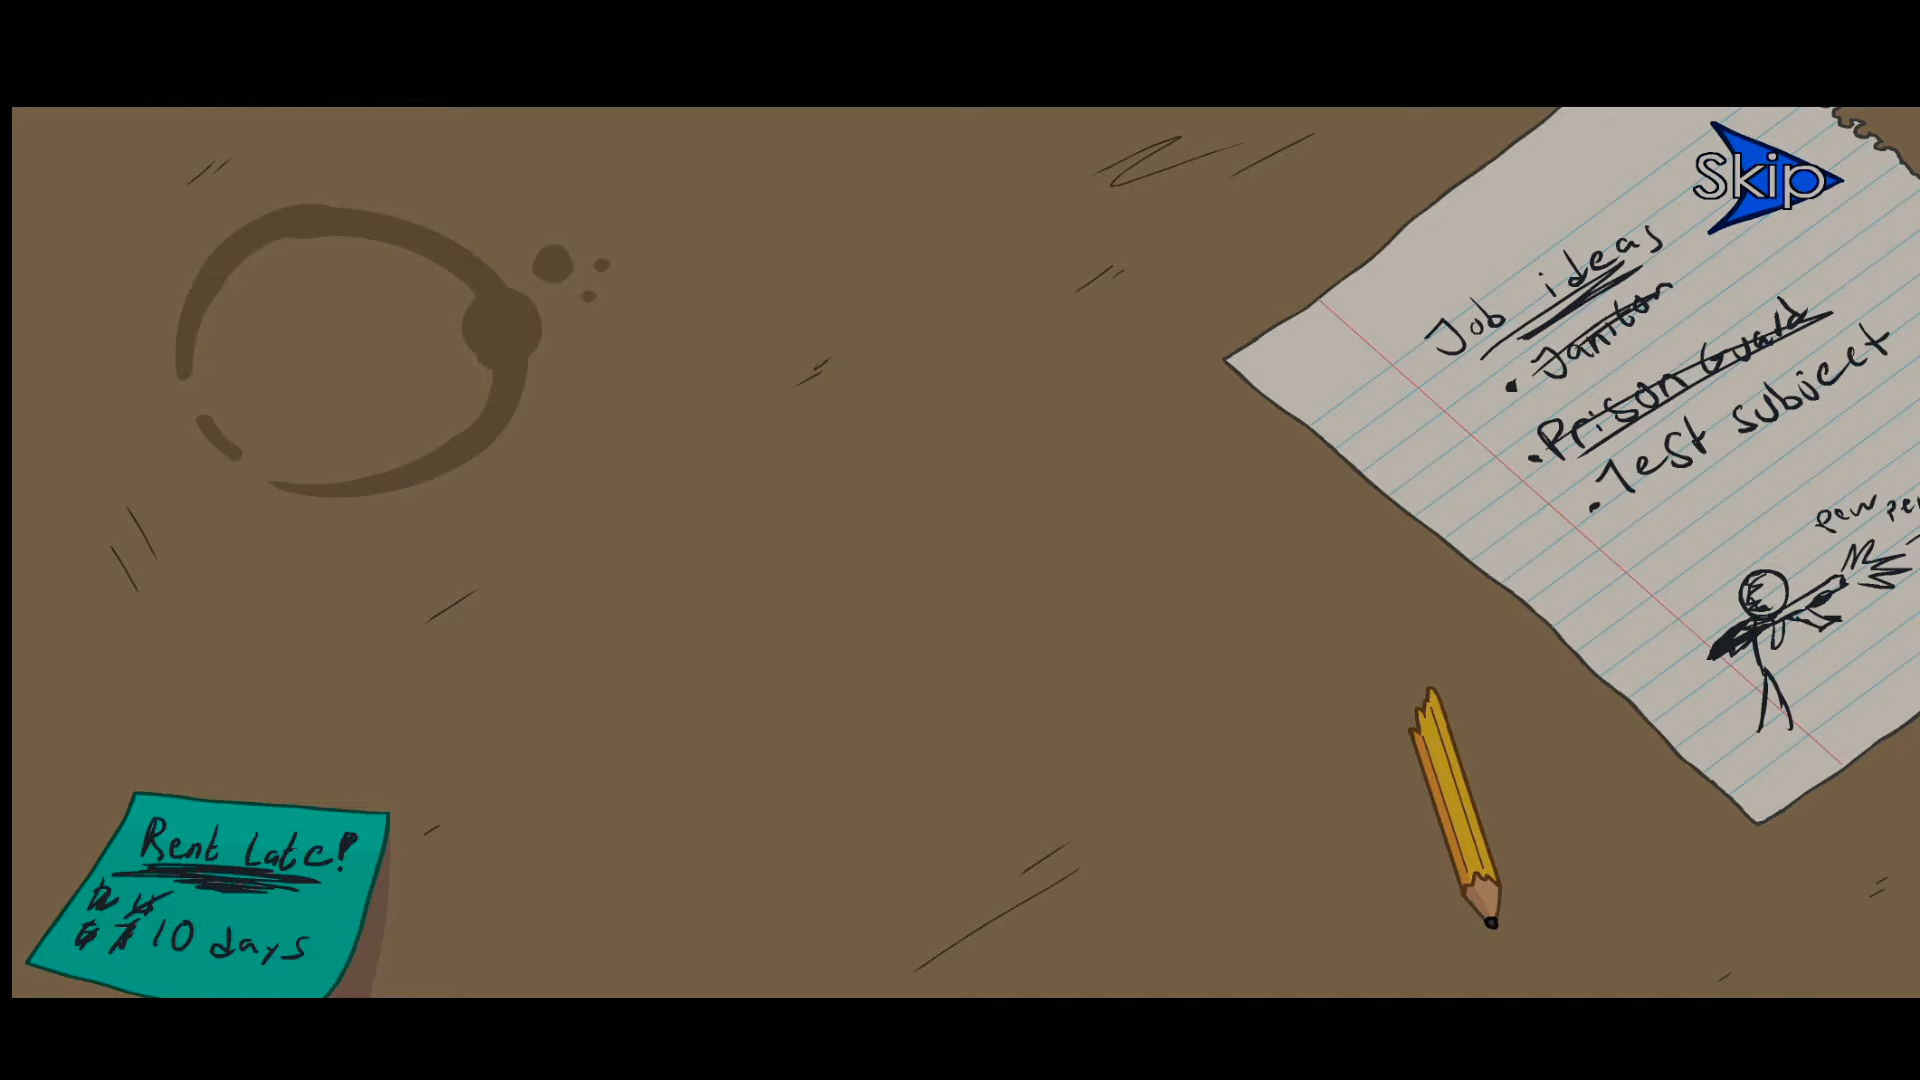 Skip
Job ideas
• Janitor
• Prison Guard
• Test subject
pew pe
Rent Late!
10 days